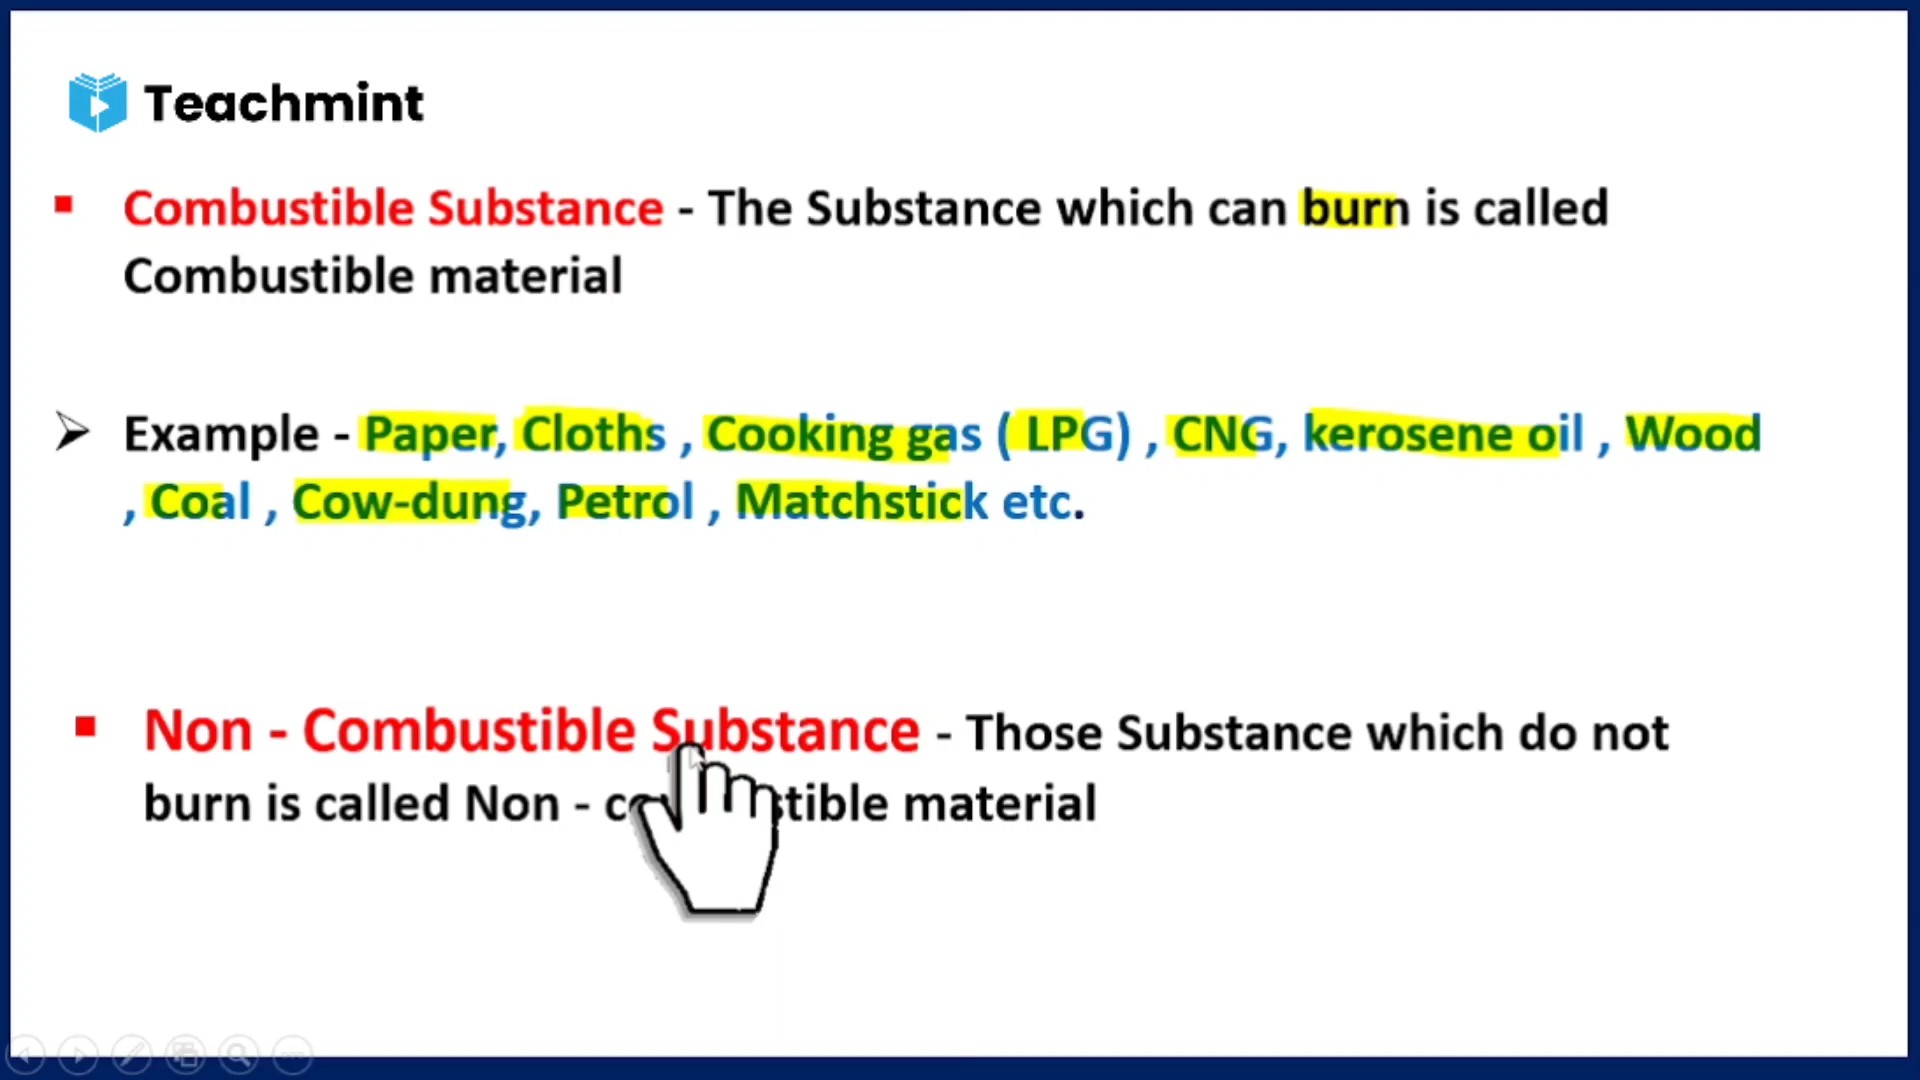 Teachmint
Combustible Substance - The Substance which can burn is called
Combustible material
Example - Paper, Cloths , Cooking gas ( LPG) , CNG, kerosene oil , Wood
, Coal , Cow-dung, Petrol , Matchstick etc.
Non - Combustible Substance - Those Substance which do not
burn is called Non - tible material